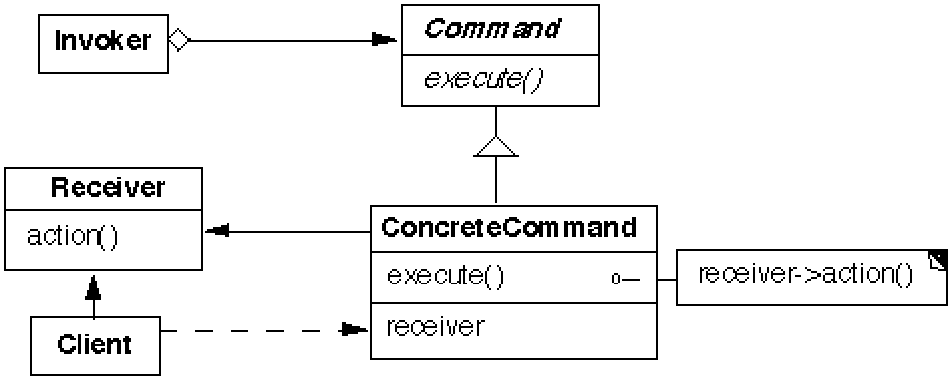 Invoker
Command
execute()
Receiver
action()
ConcreteCommand
execute()
receiver->action()
receiver
Client